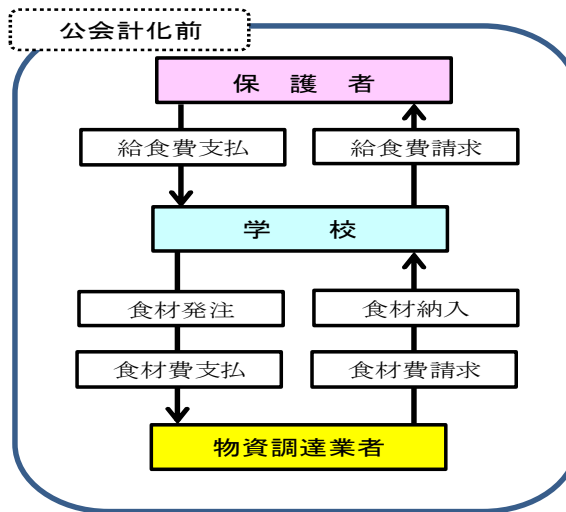 公会計化前
保　護　者
給食費支払
給食費請求
学　　校
食材発注
食材納入
食材費支払
食材費請求
物資調達業者